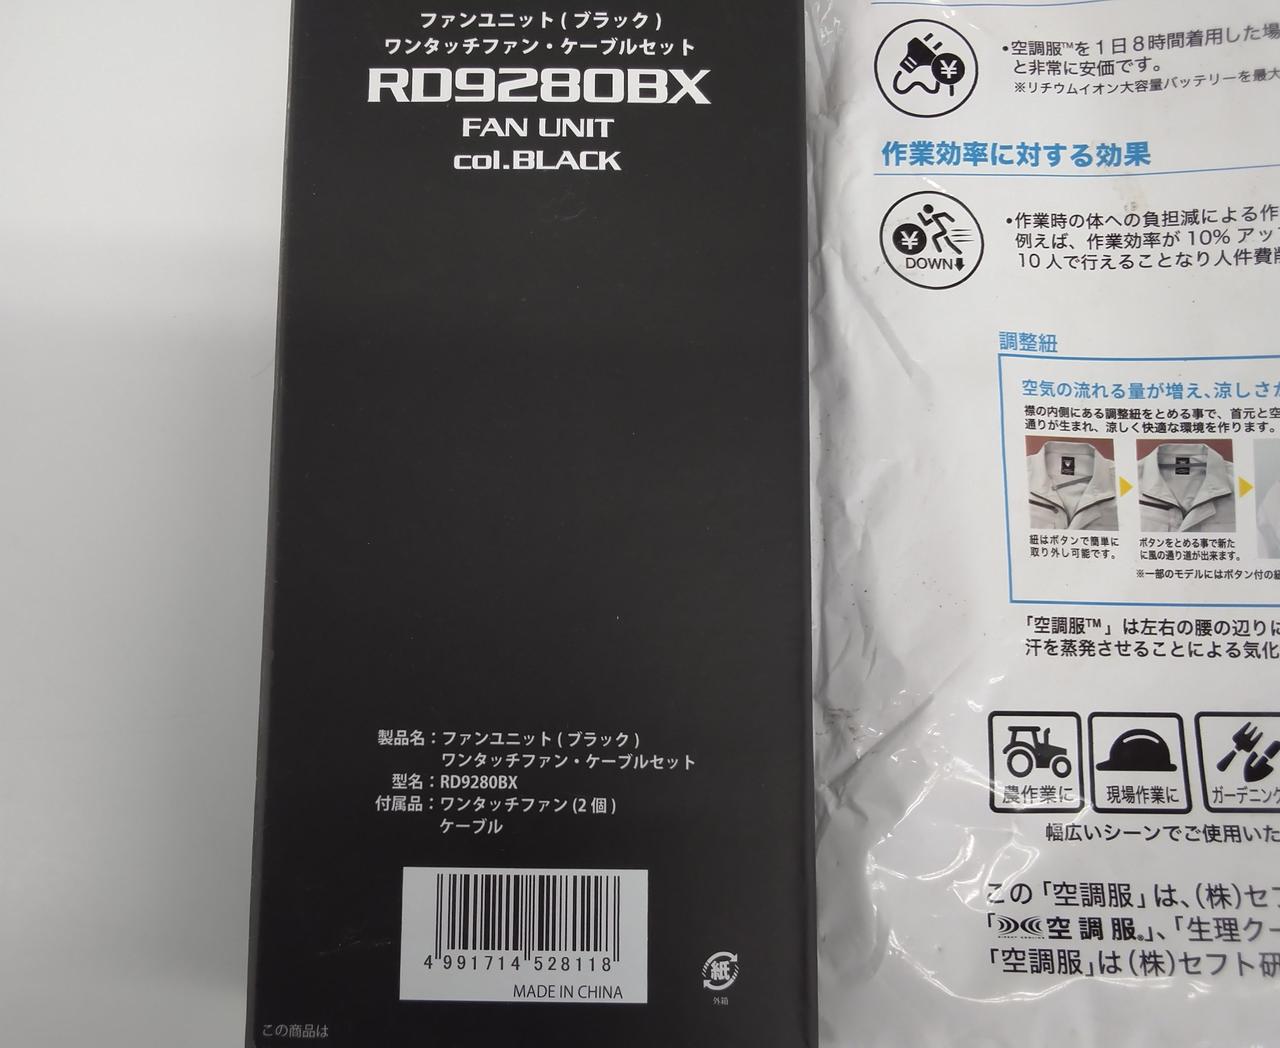 ファンユニット ( ブラック )
ワンタッチファン・ケーブルセット
RD9280BX
FAN UNIT
col.BLACK
製品名：ファンユニット ( ブラック )
ワンタッチファン・ケーブルセット
型名：RD9280BX
付属品：ワンタッチファン (2 個 )
ケーブル
4 991714 528118
MADE IN CHINA
紙
外箱
この商品は
¥
•空調服™を１日８時間着用した場
と非常に安価です。
※リチウムイオン大容量バッテリーを最大
作業効率に対する効果
¥
DOWN
•作業時の体への負担減による作
例えば、作業効率が 10% アップ
10 人で行えることなり人件費削
調整紐
空気の流れる量が増え、涼しさが
襟の内側にある調整紐をとめる事で、首元と空
通りが生まれ、涼しく快適な環境を作ります。
紐はボタンで簡単に
取り外し可能です。
ボタンをとめる事で新た
に風の通り道が出来ます。
※一部のモデルにはボタン付の紐
「空調服™」は左右の腰の辺りに
汗を蒸発させることによる気化
農作業に
現場作業に
ガーデニング
幅広いシーンでご使用いた
この「空調服」は、(株)セフ
「空調服®」、「生理クー
「空調服」は(株)セフト研